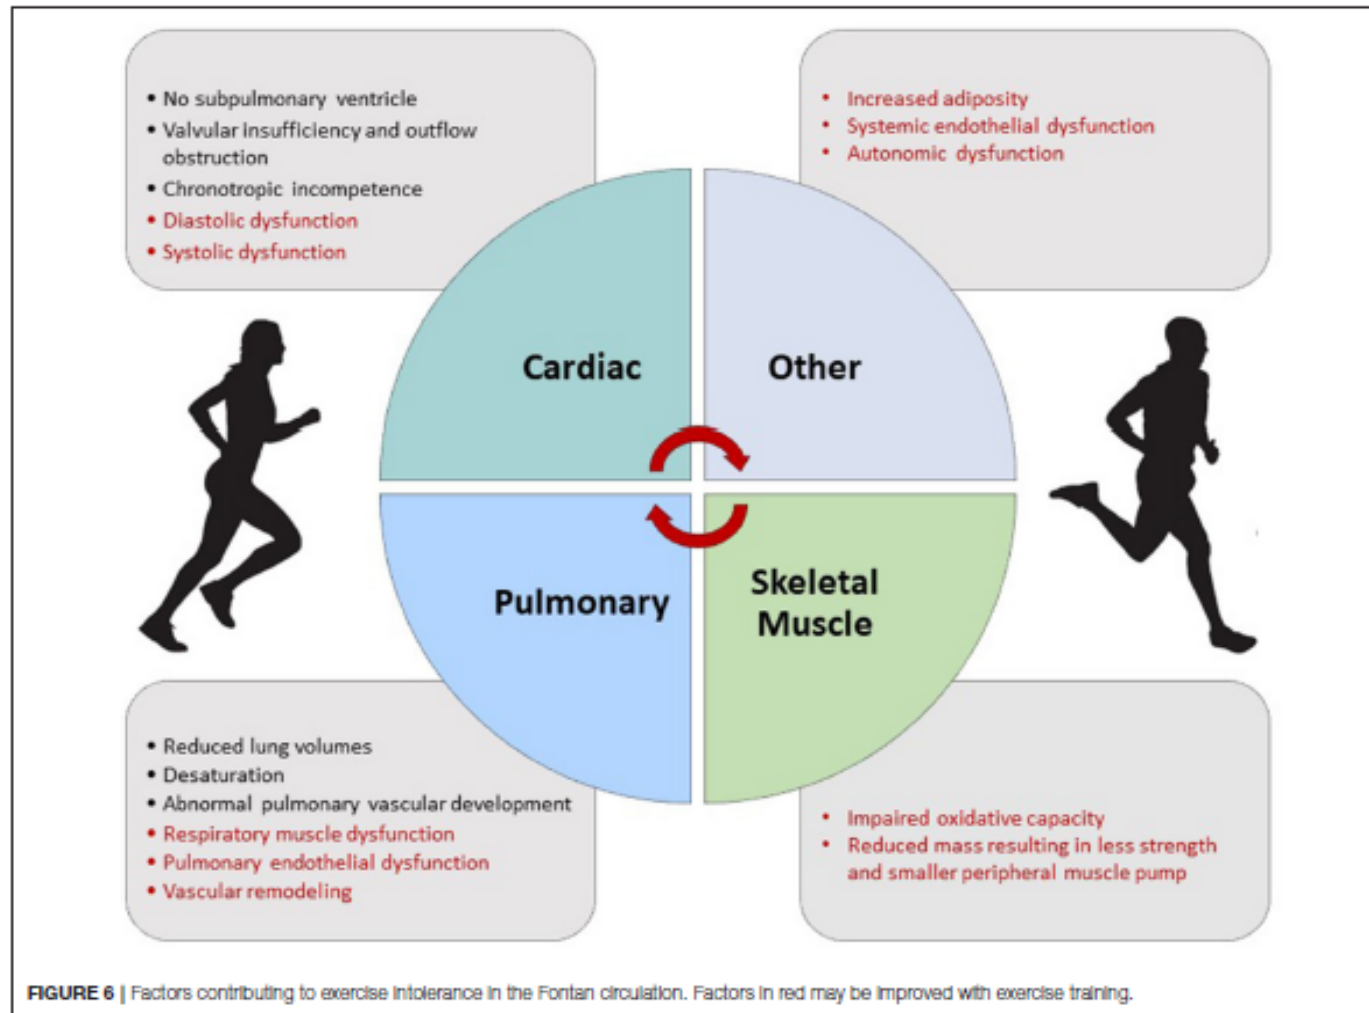 • No subpulmonary ventricle
• Valvular insufficiency and outflow
obstruction
• Chronotropic incompetence
• Diastolic dysfunction
• Systolic dysfunction
• Increased adiposity
• Systemic endothelial dysfunction
• Autonomic dysfunction
Cardiac
Other
Pulmonary
Skeletal
Muscle
• Reduced lung volumes
• Desaturation
• Abnormal pulmonary vascular development
• Respiratory muscle dysfunction
• Pulmonary endothelial dysfunction
• Vascular remodeling
• Impaired oxidative capacity
• Reduced mass resulting in less strength
and smaller peripheral muscle pump
FIGURE 6 | Factors contributing to exercise intolerance in the Fontan circulation. Factors in red may be improved with exercise training.